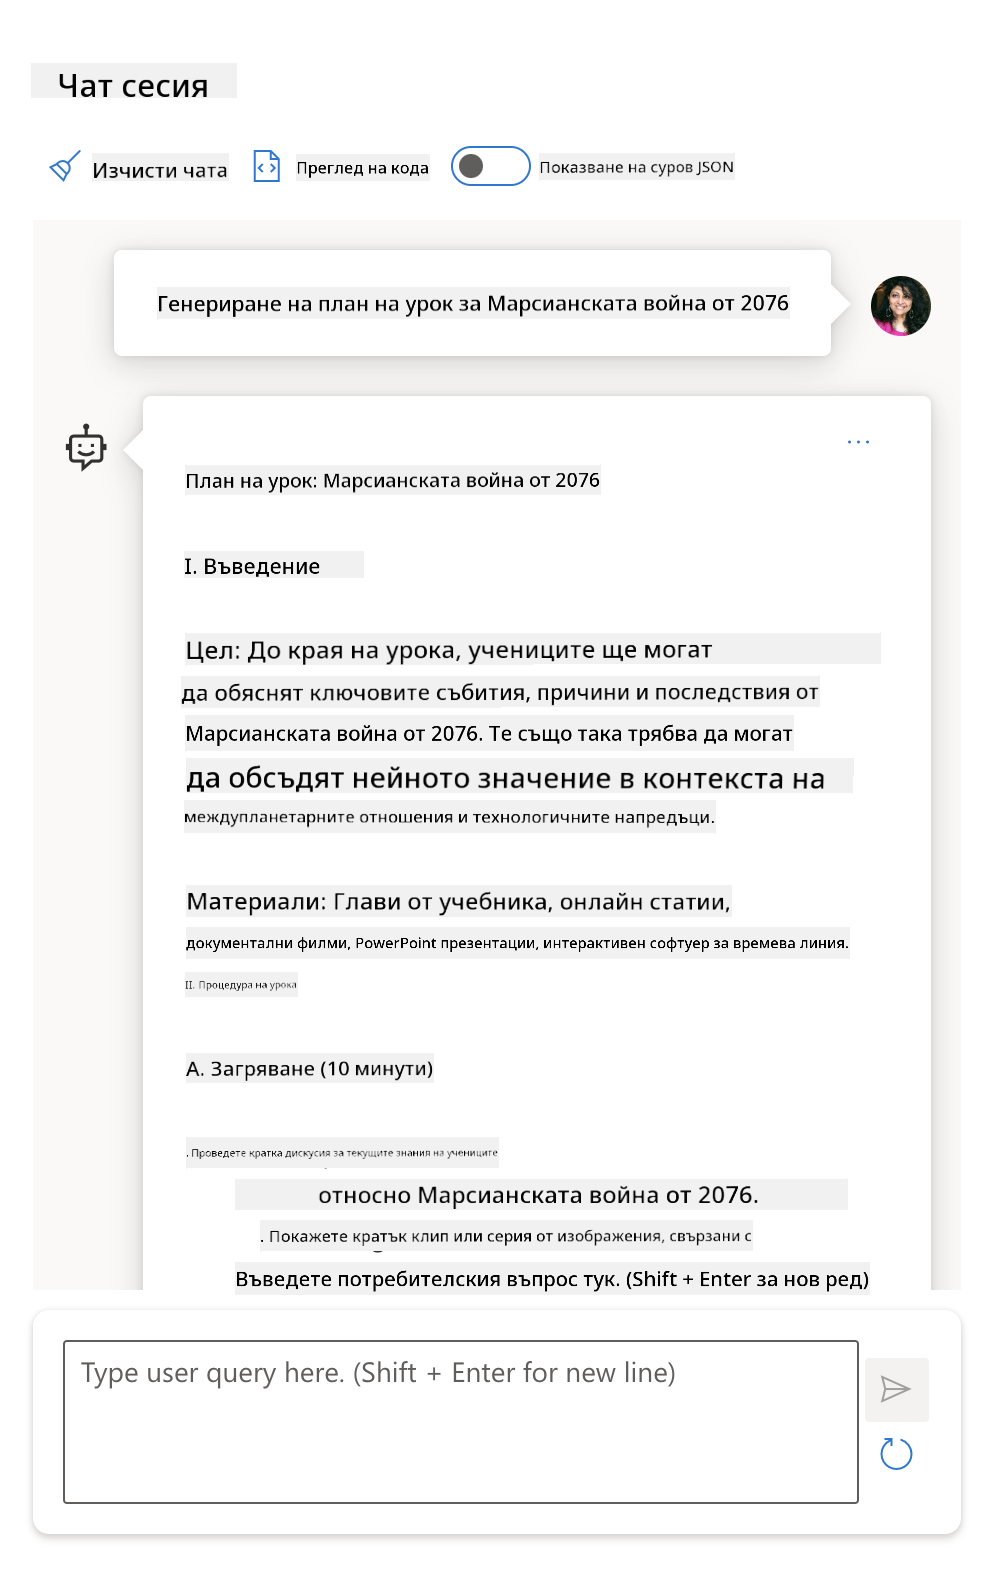 Чат сесия
Изчисти чата
Преглед на кода
Показване на суров JSON
Генериране на план на урок за Марсианската война от 2076
План на урок: Марсианската война от 2076
I. Въведение
Цел: До края на урока, учениците ще могат
да обяснят ключовите събития, причини и последствия от
Марсианската война от 2076. Те също така трябва да могат
да обсъдят нейното значение в контекста на
междупланетарните отношения и технологичните напредъци.
Материали: Глави от учебника, онлайн статии,
документални филми, PowerPoint презентации, интерактивен софтуер за времева линия.
II. Процедура на урока
А. Загряване (10 минути)
. Проведете кратка дискусия за текущите знания на учениците
относно Марсианската война от 2076.
. Покажете кратък клип или серия от изображения, свързани с
Въведете потребителския въпрос тук. (Shift + Enter за нов ред)
Type user query here. (Shift + Enter for new line)